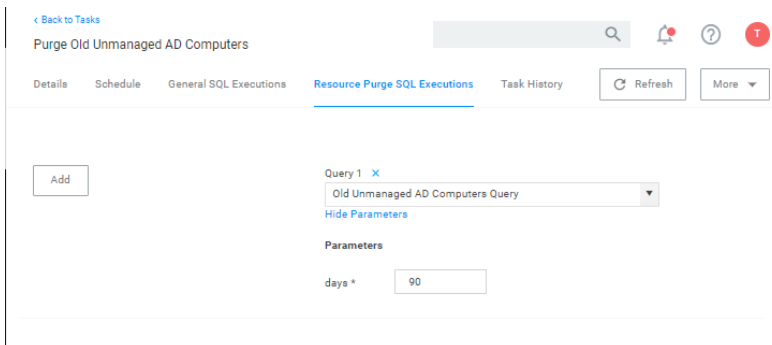 ‹ Back to Tasks
Purge Old Unmanaged AD Computers
T
Details Schedule General SQL Executions Resource Purge SQL Executions Task History Refresh More
Add
Query 1 ×
Old Unmanaged AD Computers Query
Hide Parameters
Parameters
days * 90